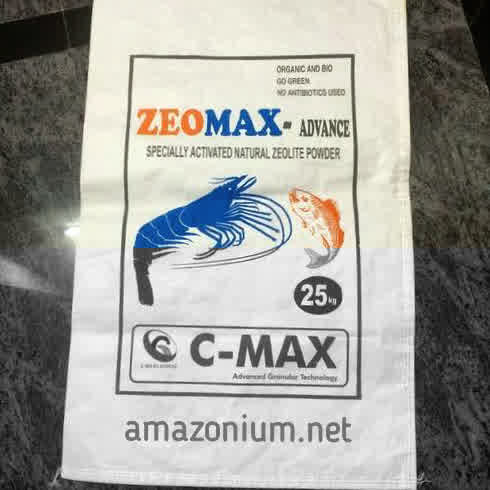 ORGANIC AND BIO
GO GREEN
NO ANTIBIOTICS USED
ZEOMAX- ADVANCE
SPECIALLY ACTIVATED NATURAL ZEOLITE POWDER
25kg
C-MAX
Advanced Granular Technology
amazonium.net